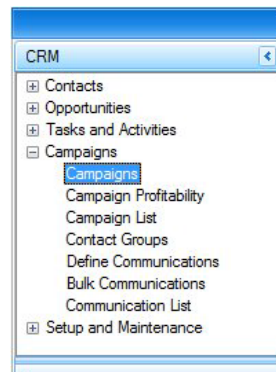 CRM
Contacts
Opportunities
Tasks and Activities
Campaigns
Campaigns
Campaign Profitability
Campaign List
Contact Groups
Define Communications
Bulk Communications
Communication List
Setup and Maintenance